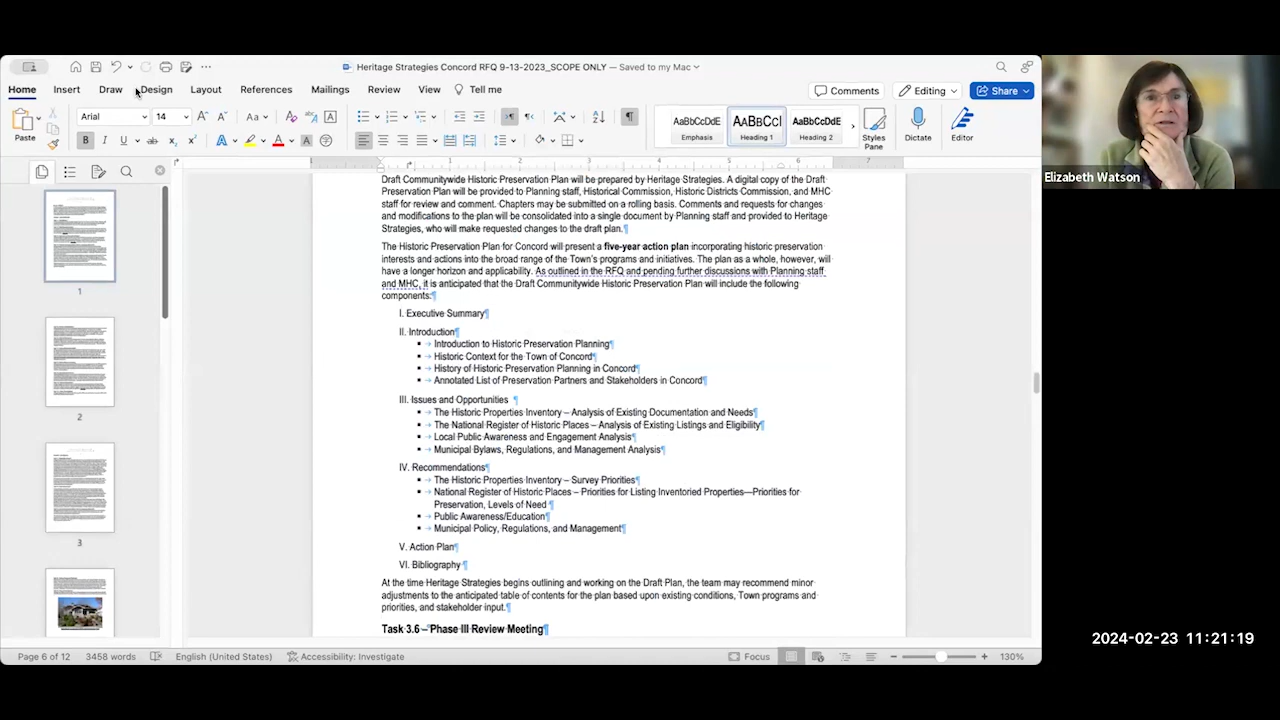 Heritage Strategies Concord RFQ 9-13-2023_SCOPE ONLY — Saved to my Mac
Home Insert Draw Design Layout References Mailings Review View Tell me
Comments Editing Share
Paste Arial 14
AaBbCcDdE AaBbCcI AaBbCcDdE
Emphasis Heading 1 Heading 2 Styles Pane Dictate Editor
Elizabeth Watson
1 2 3 4 5 6 7
Draft Communitywide Historic Preservation Plan will be prepared by Heritage Strategies. A digital copy of the Draft
Preservation Plan will be provided to Planning staff, Historical Commission, Historic Districts Commission, and MHC
staff for review and comment. Chapters may be submitted on a rolling basis. Comments and requests for changes
and modifications to the plan will be consolidated into a single document by Planning staff and provided to Heritage
Strategies, who will make requested changes to the draft plan.¶
The Historic Preservation Plan for Concord will present a five-year action plan incorporating historic preservation
interests and actions into the broad range of the Town's programs and initiatives. The plan as a whole, however, will
have a longer horizon and applicability. As outlined in the RFQ and pending further discussions with Planning staff
and MHC, it is anticipated that the Draft Communitywide Historic Preservation Plan will include the following
components:¶
I. Executive Summary¶
II. Introduction¶
▪ → Introduction to Historic Preservation Planning¶
▪ → Historic Context for the Town of Concord¶
▪ → History of Historic Preservation Planning in Concord¶
▪ → Annotated List of Preservation Partners and Stakeholders in Concord¶
III. Issues and Opportunities ¶
▪ → The Historic Properties Inventory – Analysis of Existing Documentation and Needs¶
▪ → The National Register of Historic Places – Analysis of Existing Listings and Eligibility¶
▪ → Local Public Awareness and Engagement Analysis¶
▪ → Municipal Bylaws, Regulations, and Management Analysis¶
IV. Recommendations¶
▪ → The Historic Properties Inventory – Survey Priorities¶
▪ → National Register of Historic Places – Priorities for Listing Inventoried Properties—Priorities for
Preservation, Levels of Need ¶
▪ → Public Awareness/Education¶
▪ → Municipal Policy, Regulations, and Management¶
V. Action Plan¶
VI. Bibliography ¶
At the time Heritage Strategies begins outlining and working on the Draft Plan, the team may recommend minor
adjustments to the anticipated table of contents for the plan based upon existing conditions, Town programs and
priorities, and stakeholder input.¶
Task 3.6 – Phase III Review Meeting¶
1
2
3
2024-02-23 11:21:19
Page 6 of 12 3458 words English (United States) Accessibility: Investigate Focus 130%